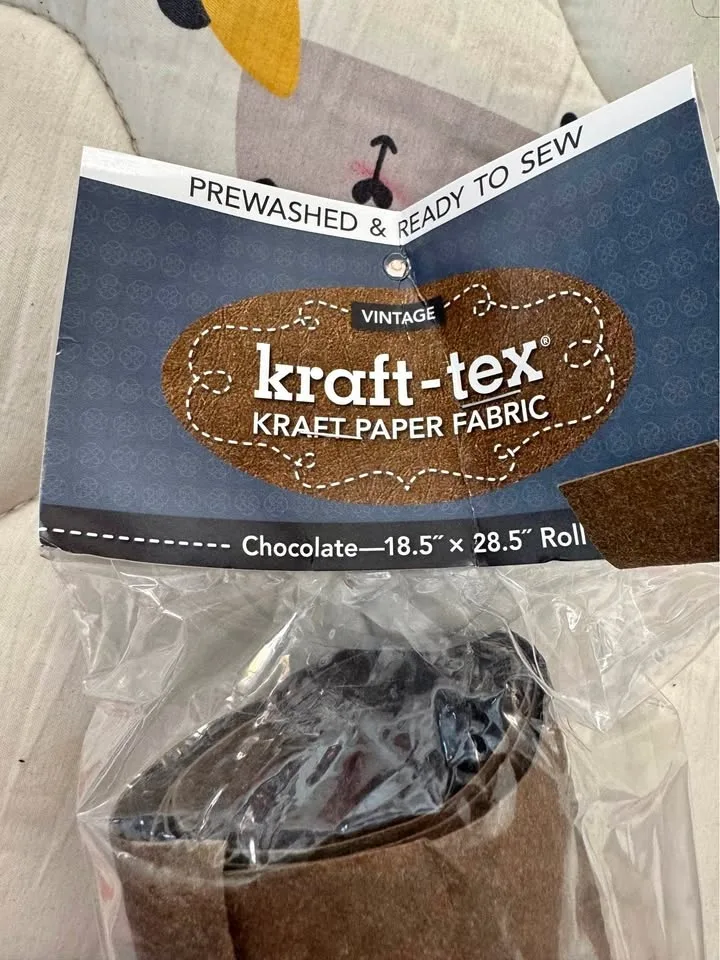 PREWASHED & READY TO SEW
VINTAGE
kraft-tex®
KRAFT PAPER FABRIC
Chocolate—18.5″ × 28.5″ Roll